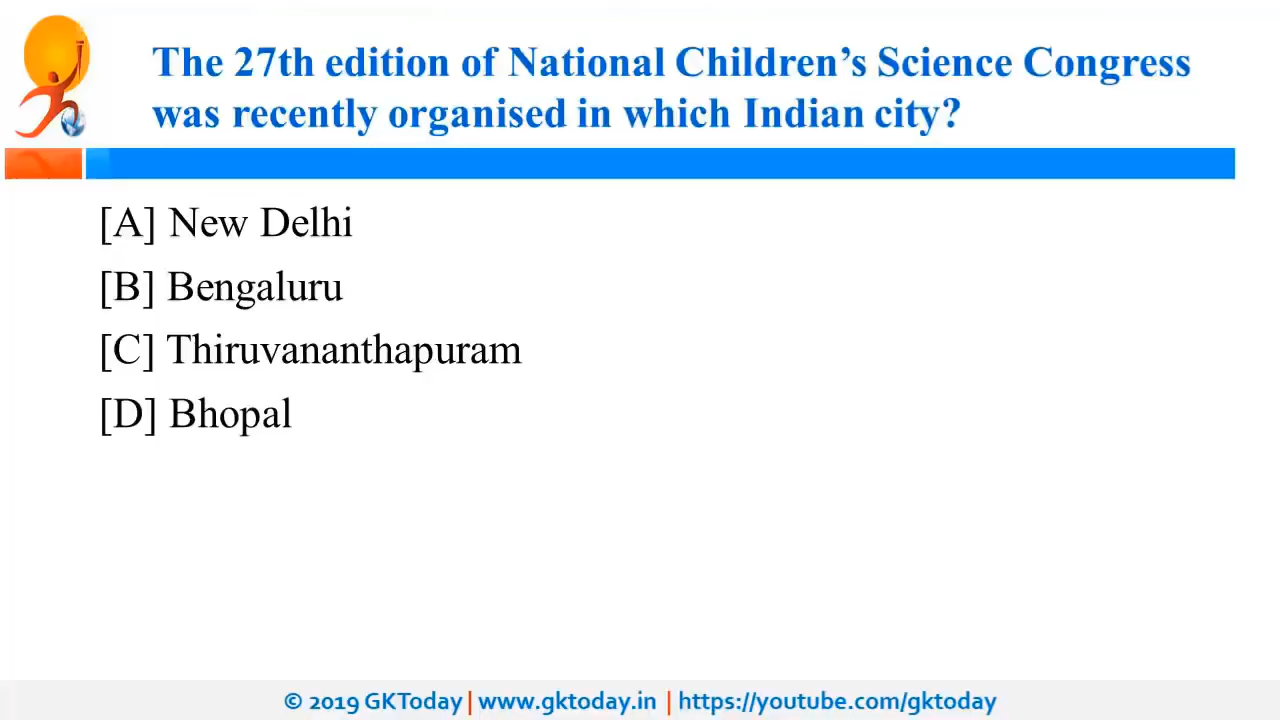 The 27th edition of National Children’s Science Congress
was recently organised in which Indian city?
[A] New Delhi
[B] Bengaluru
[C] Thiruvananthapuram
[D] Bhopal
© 2019 GKToday | www.gktoday.in | https://youtube.com/gktoday